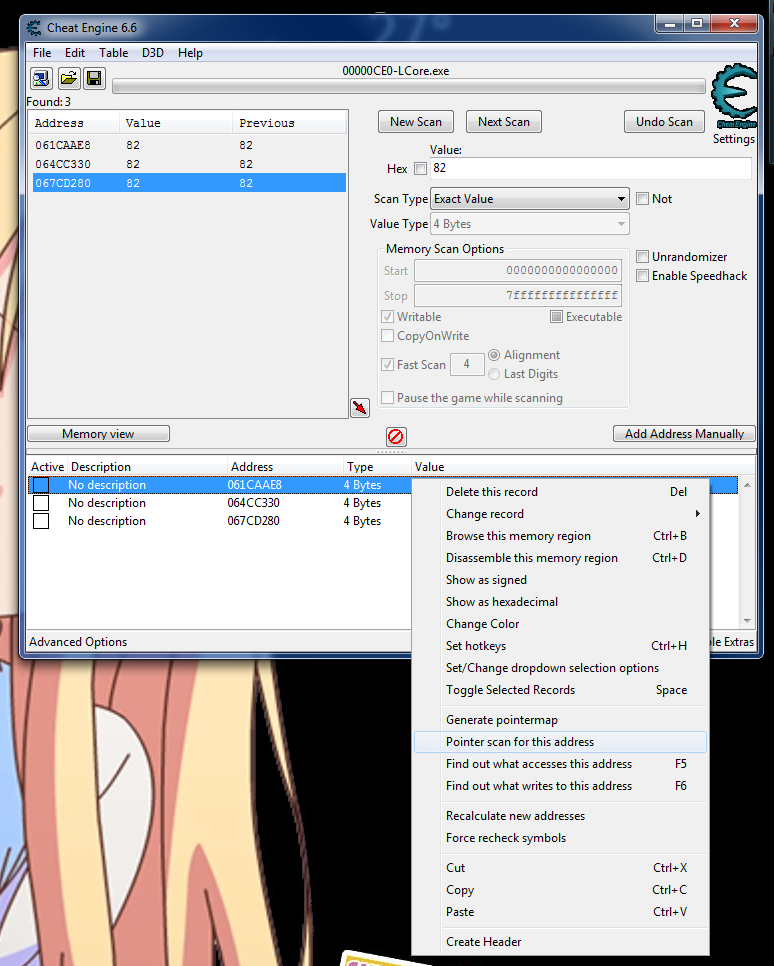 27°
Cheat Engine 6.6
File Edit Table D3D Help
00000CE0-LCore.exe
Found: 3
Address Value Previous
061CAAE8 82 82
064CC330 82 82
067CD280 82 82
New Scan Next Scan Undo Scan
Cheat Engine
Settings
Value:
Hex 82
Scan Type Exact Value Not
Value Type 4 Bytes
Memory Scan Options
Start 0000000000000000
Stop 7fffffffffffffff
Writable Executable
CopyOnWrite
Fast Scan 4 Alignment
Last Digits
Pause the game while scanning
Unrandomizer
Enable Speedhack
Memory view Add Address Manually
Active Description Address Type Value
No description 061CAAE8 4 Bytes
No description 064CC330 4 Bytes
No description 067CD280 4 Bytes
Advanced Options Extras
Delete this record Del
Change record
Browse this memory region Ctrl+B
Disassemble this memory region Ctrl+D
Show as signed
Show as hexadecimal
Change Color
Set hotkeys Ctrl+H
Set/Change dropdown selection options
Toggle Selected Records Space
Generate pointermap
Pointer scan for this address
Find out what accesses this address F5
Find out what writes to this address F6
Recalculate new addresses
Force recheck symbols
Cut Ctrl+X
Copy Ctrl+C
Paste Ctrl+V
Create Header